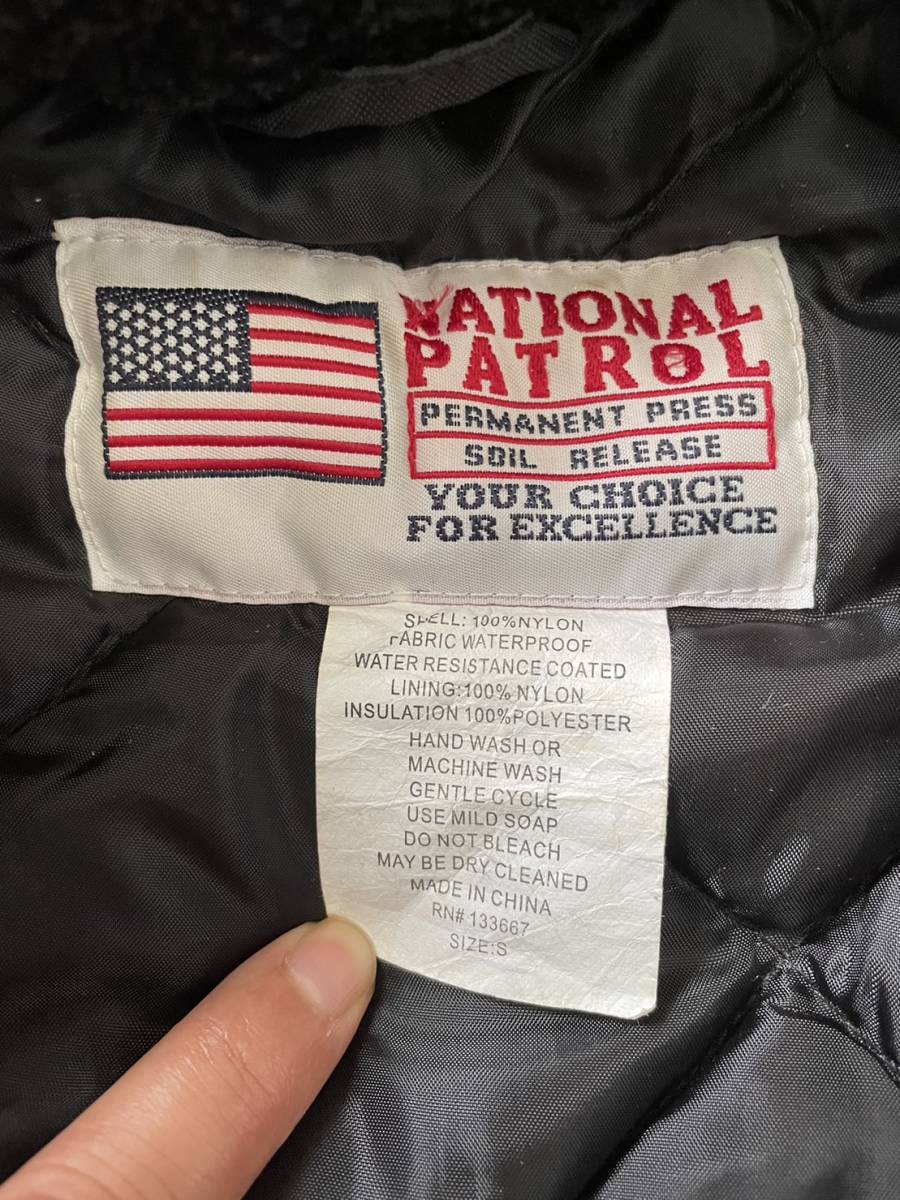 NATIONAL
PATROL
PERMANENT PRESS
SOIL RELEASE
YOUR CHOICE
FOR EXCELLENCE
SHELL: 100%NYLON
FABRIC WATERPROOF
WATER RESISTANCE COATED
LINING:100% NYLON
INSULATION 100%POLYESTER
HAND WASH OR
MACHINE WASH
GENTLE CYCLE
USE MILD SOAP
DO NOT BLEACH
MAY BE DRY CLEANED
MADE IN CHINA
RN# 133667
SIZE:S